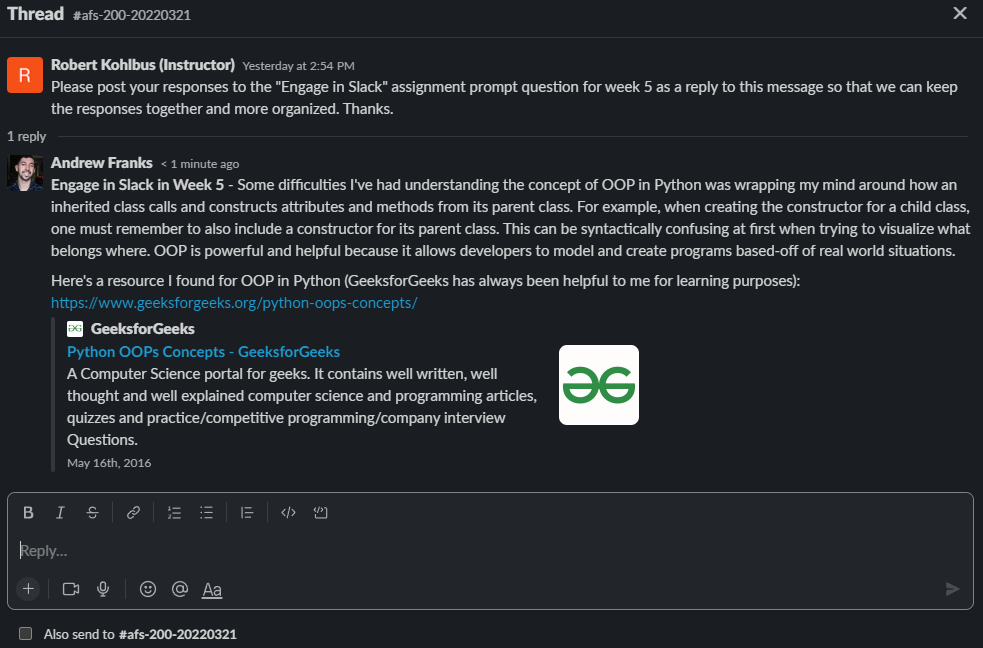 Thread #afs-200-20220321
R
Robert Kohlbus (Instructor) Yesterday at 2:54 PM
Please post your responses to the "Engage in Slack" assignment prompt question for week 5 as a reply to this message so that we can keep
the responses together and more organized. Thanks.
1 reply
Andrew Franks < 1 minute ago
Engage in Slack in Week 5 - Some difficulties I've had understanding the concept of OOP in Python was wrapping my mind around how an
inherited class calls and constructs attributes and methods from its parent class. For example, when creating the constructor for a child class,
one must remember to also include a constructor for its parent class. This can be syntactically confusing at first when trying to visualize what
belongs where. OOP is powerful and helpful because it allows developers to model and create programs based-off of real world situations.
Here's a resource I found for OOP in Python (GeeksforGeeks has always been helpful to me for learning purposes):
https://www.geeksforgeeks.org/python-oops-concepts/
GeeksforGeeks
Python OOPs Concepts - GeeksforGeeks
A Computer Science portal for geeks. It contains well written, well
thought and well explained computer science and programming articles,
quizzes and practice/competitive programming/company interview
Questions.
May 16th, 2016
B I S
Reply...
Aa
Also send to #afs-200-20220321